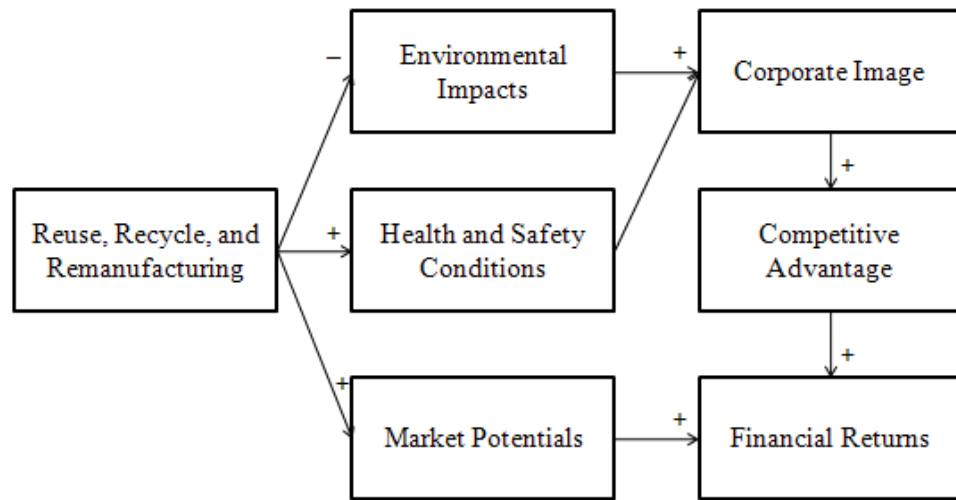 –
Environmental
Impacts
+
Corporate Image
+
Reuse, Recycle, and
Remanufacturing
+
Health and Safety
Conditions
Competitive
Advantage
+
+
Market Potentials
+
Financial Returns